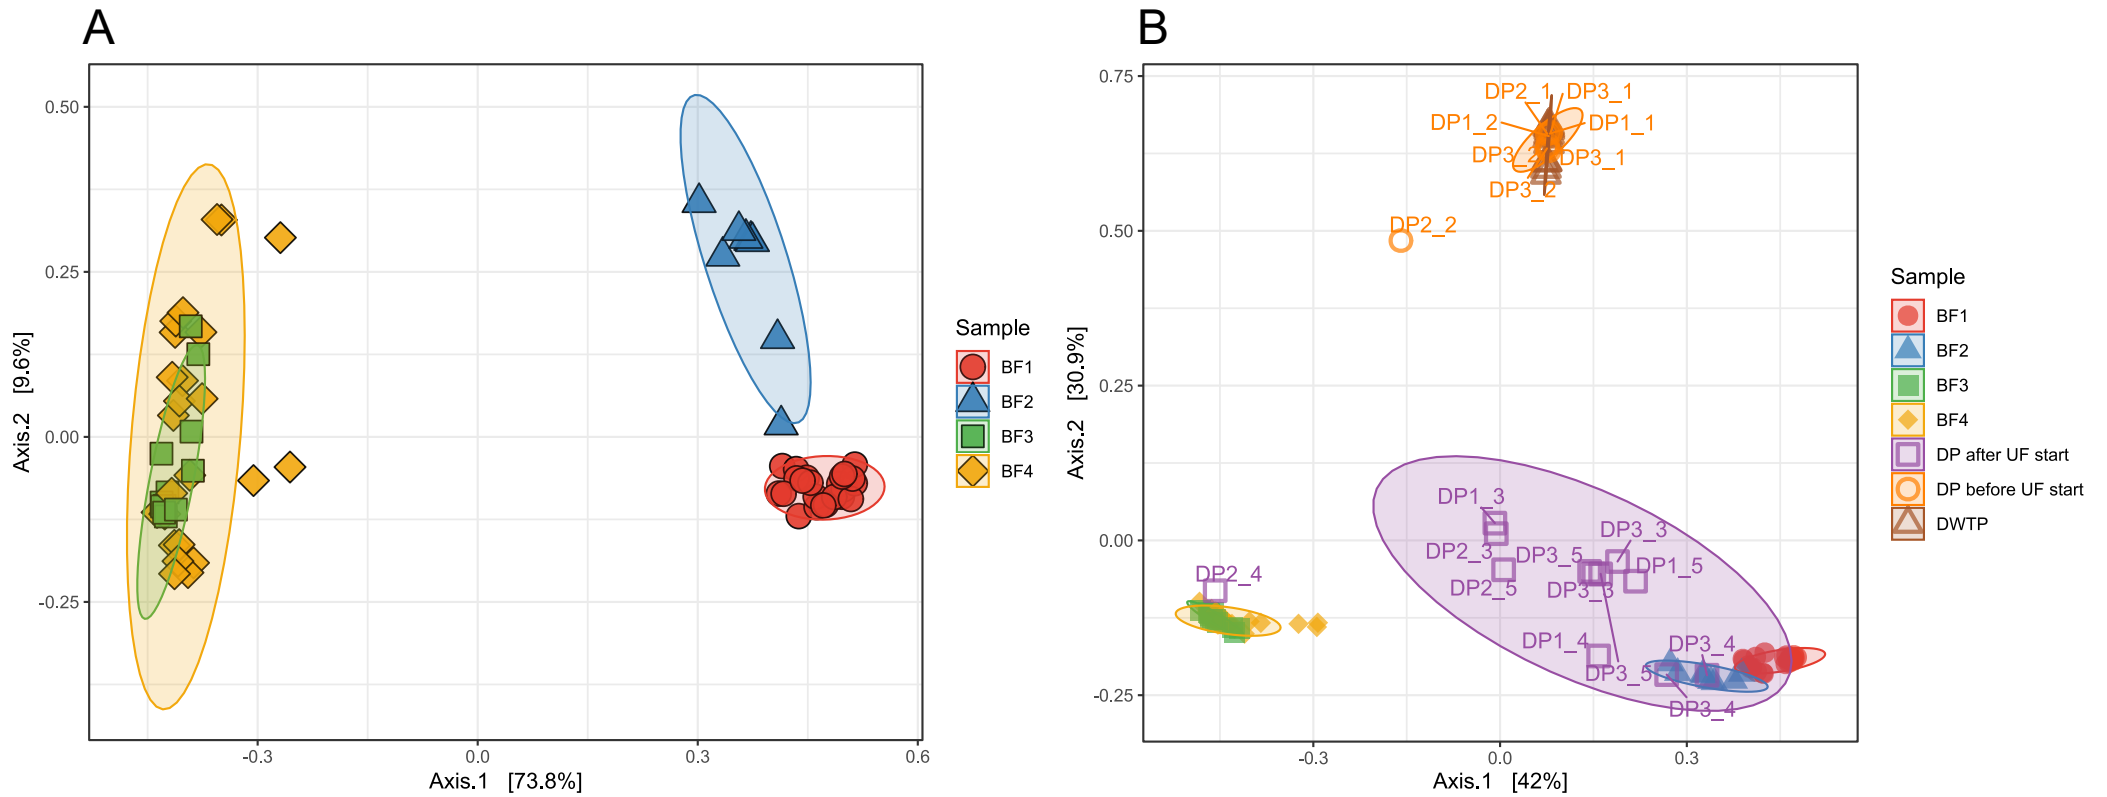 A
0.50
0.25
0.00
-0.25
-0.3
0.0
0.3
0.6
Axis.1 [73.8%]
Axis.2 [9.6%]
Sample
BF1
BF2
BF3
BF4
B
0.75
0.50
0.25
0.00
-0.25
-0.3
0.0
0.3
Axis.1 [42%]
Axis.2 [30.9%]
DP2_1
DP3_1
DP1_2
DP1_1
DP3_2
DP3_1
DP3_2
DP2_2
DP1_3
DP2_3
DP3_5
DP3_3
DP1_5
DP2_5
DP3_3
DP2_4
DP1_4
DP3_4
DP3_5
DP3_4
Sample
BF1
BF2
BF3
BF4
DP after UF start
DP before UF start
DWTP